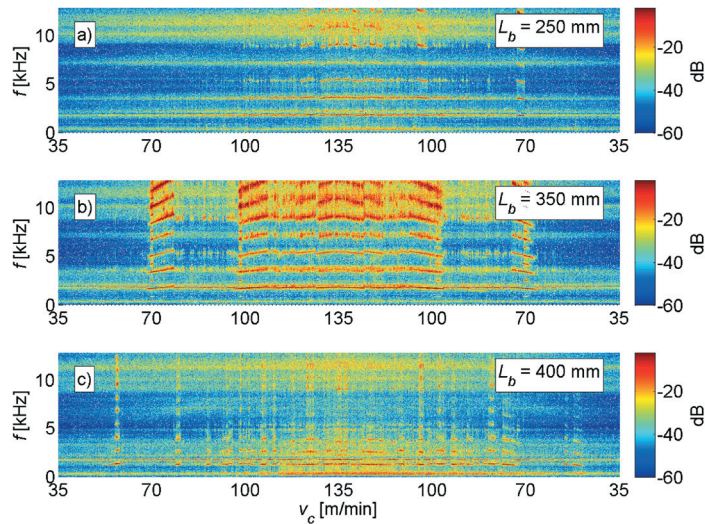 a)
L_b = 250 mm
f [kHz]
10
5
0
35 70 100 135 100 70 35
-20
-40
-60
dB
b)
L_b = 350 mm
f [kHz]
10
5
0
35 70 100 135 100 70 35
-20
-40
-60
dB
c)
L_b = 400 mm
f [kHz]
10
5
0
35 70 100 135 100 70 35
-20
-40
-60
dB
v_c [m/min]